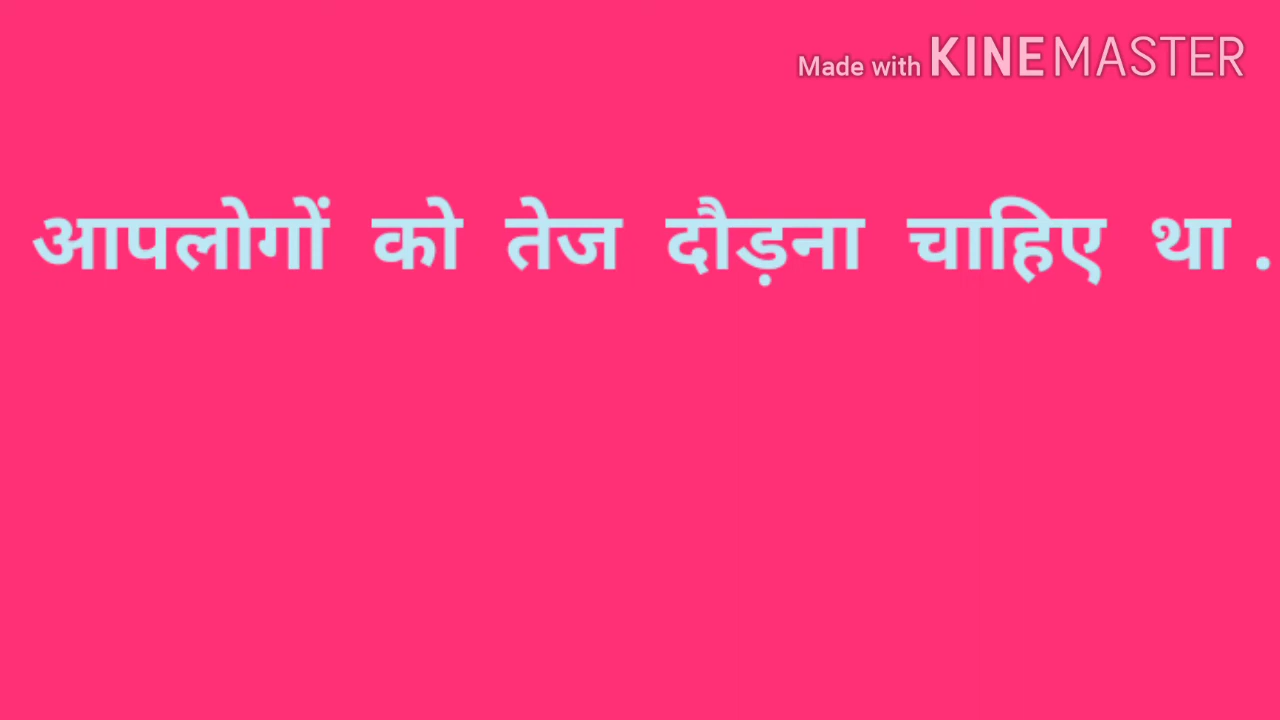 Made with KINEMASTER
आपलोगों को तेज दौड़ना चाहिए था .